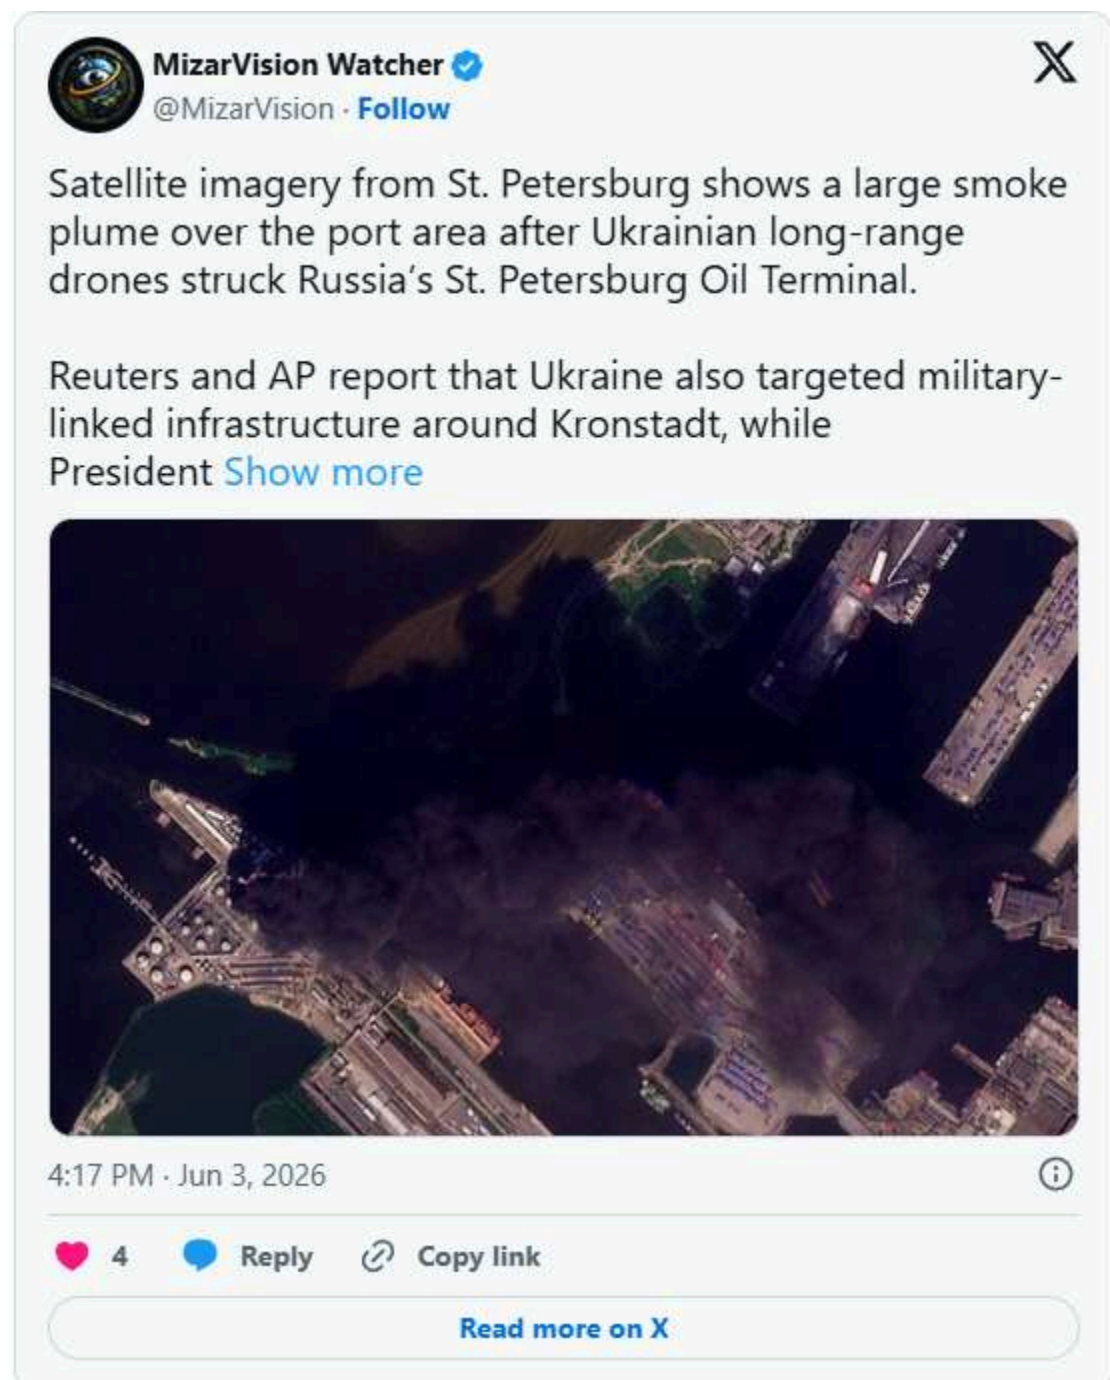 MizarVision Watcher
@MizarVision · Follow
Satellite imagery from St. Petersburg shows a large smoke
plume over the port area after Ukrainian long-range
drones struck Russia’s St. Petersburg Oil Terminal.
Reuters and AP report that Ukraine also targeted military-
linked infrastructure around Kronstadt, while
President Show more
4:17 PM · Jun 3, 2026
4 Reply Copy link
Read more on X